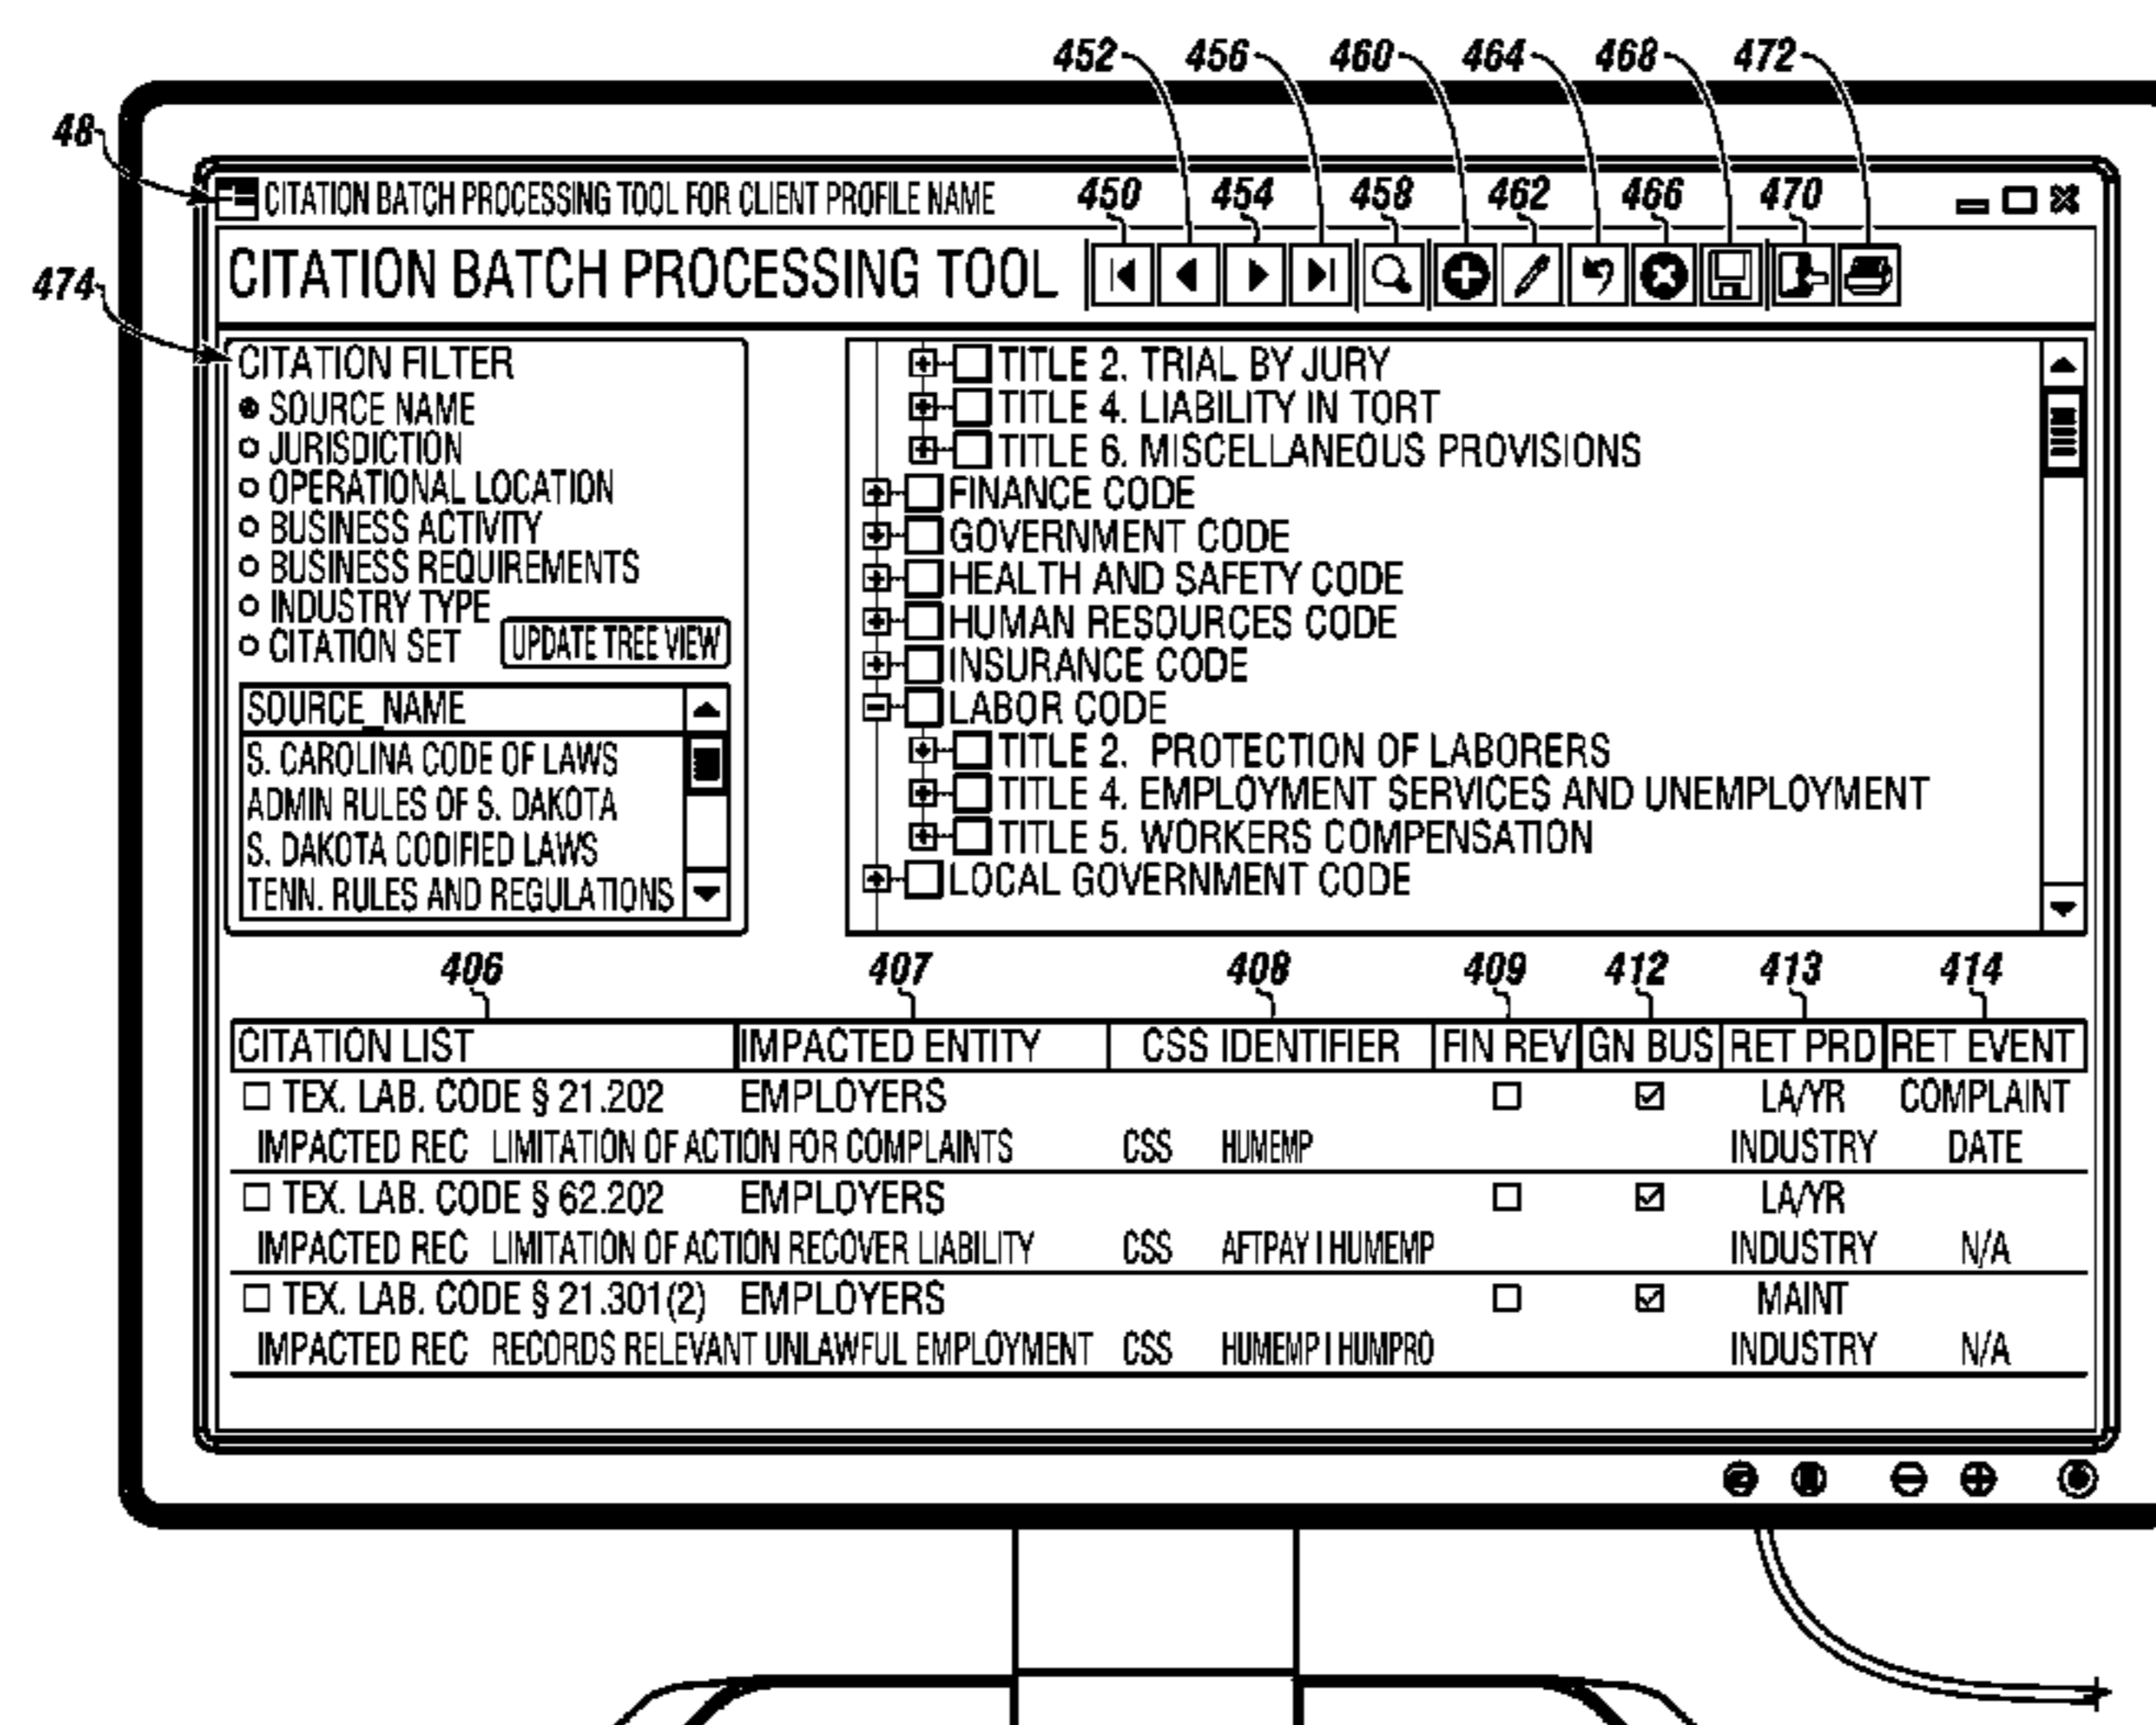 452 456 460 464 468 472
48
CITATION BATCH PROCESSING TOOL FOR CLIENT PROFILE NAME
450 454 458 462 466 470
474
CITATION BATCH PROCESSING TOOL
CITATION FILTER
SOURCE NAME
JURISDICTION
OPERATIONAL LOCATION
BUSINESS ACTIVITY
BUSINESS REQUIREMENTS
INDUSTRY TYPE
CITATION SET
UPDATE TREE VIEW
SOURCE_NAME
S. CAROLINA CODE OF LAWS
ADMIN RULES OF S. DAKOTA
S. DAKOTA CODIFIED LAWS
TENN. RULES AND REGULATIONS
TITLE 2. TRIAL BY JURY
TITLE 4. LIABILITY IN TORT
TITLE 6. MISCELLANEOUS PROVISIONS
FINANCE CODE
GOVERNMENT CODE
HEALTH AND SAFETY CODE
HUMAN RESOURCES CODE
INSURANCE CODE
LABOR CODE
TITLE 2. PROTECTION OF LABORERS
TITLE 4. EMPLOYMENT SERVICES AND UNEMPLOYMENT
TITLE 5. WORKERS COMPENSATION
LOCAL GOVERNMENT CODE
406 407 408 409 412 413 414
CITATION LIST IMPACTED ENTITY CSS IDENTIFIER FIN REV GN BUS RET PRD RET EVENT
TEX. LAB. CODE § 21.202 EMPLOYERS LA/YR COMPLAINT
IMPACTED REC LIMITATION OF ACTION FOR COMPLAINTS CSS HUMEMP INDUSTRY DATE
TEX. LAB. CODE § 62.202 EMPLOYERS LA/YR
IMPACTED REC LIMITATION OF ACTION RECOVER LIABILITY CSS AFTPAY I HUMEMP INDUSTRY N/A
TEX. LAB. CODE § 21.301(2) EMPLOYERS MAINT
IMPACTED REC RECORDS RELEVANT UNLAWFUL EMPLOYMENT CSS HUMEMP I HUMPRO INDUSTRY N/A